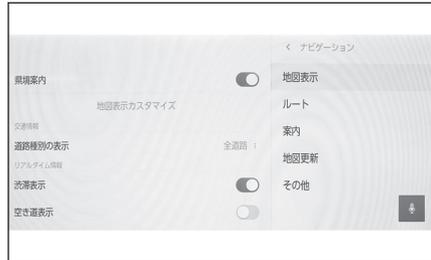 県境案内
地図表示カスタマイズ
交通情報
道路種別の表示
全道路
リアルタイム情報
渋滞表示
空き道表示
ナビゲーション
地図表示
ルート
案内
地図更新
その他